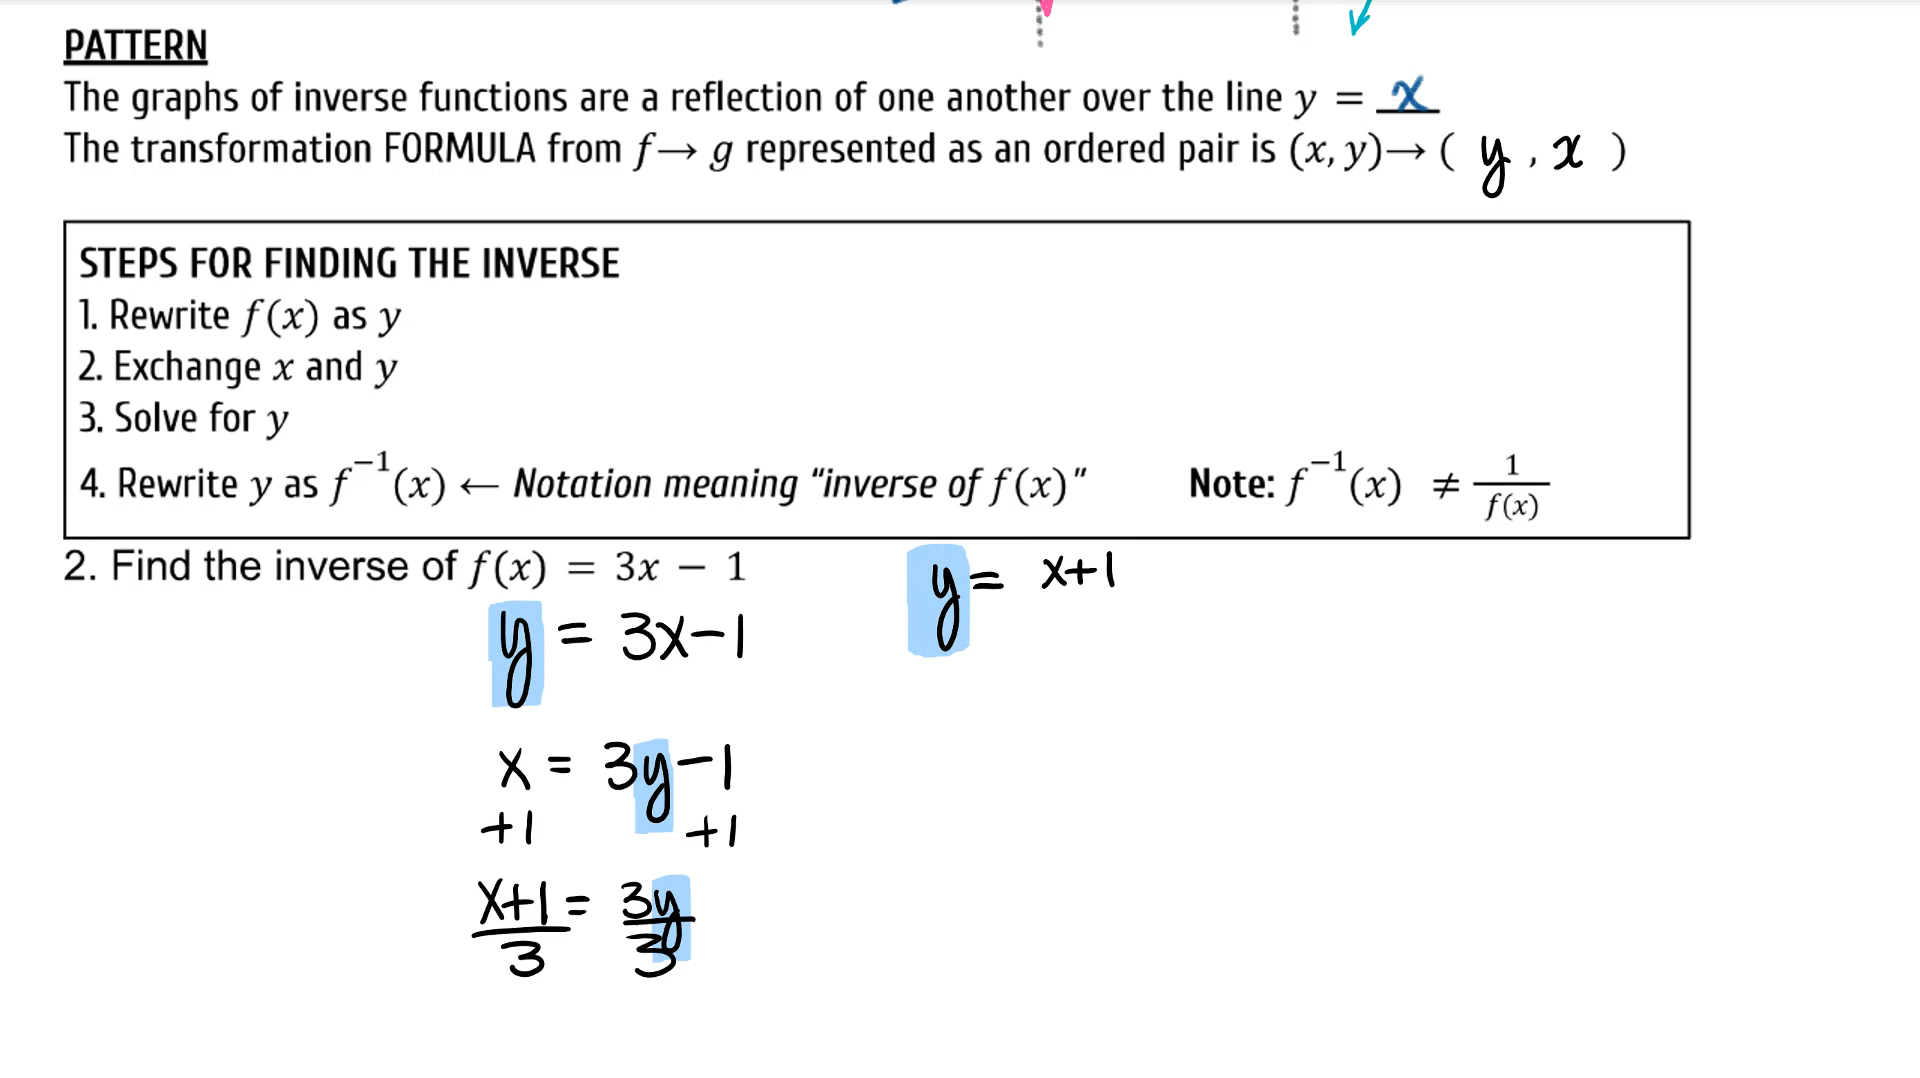 PATTERN
The graphs of inverse functions are a reflection of one another over the line y = x
The transformation FORMULA from f → g represented as an ordered pair is (x, y) → ( y , x )
STEPS FOR FINDING THE INVERSE
1. Rewrite f(x) as y
2. Exchange x and y
3. Solve for y
4. Rewrite y as f⁻¹(x) ← Notation meaning "inverse of f(x)" Note: f⁻¹(x) ≠ 1/f(x)
2. Find the inverse of f(x) = 3x − 1
y = 3x−1
x = 3y−1
+1 +1
x+1 = 3y
3 3
y = x+1